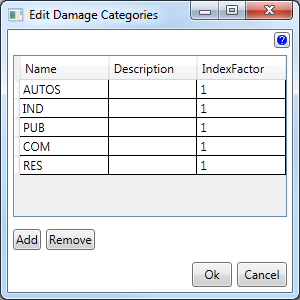 Edit Damage Categories
?
Name Description IndexFactor
AUTOS 1
IND 1
PUB 1
COM 1
RES 1
Add Remove
Ok Cancel